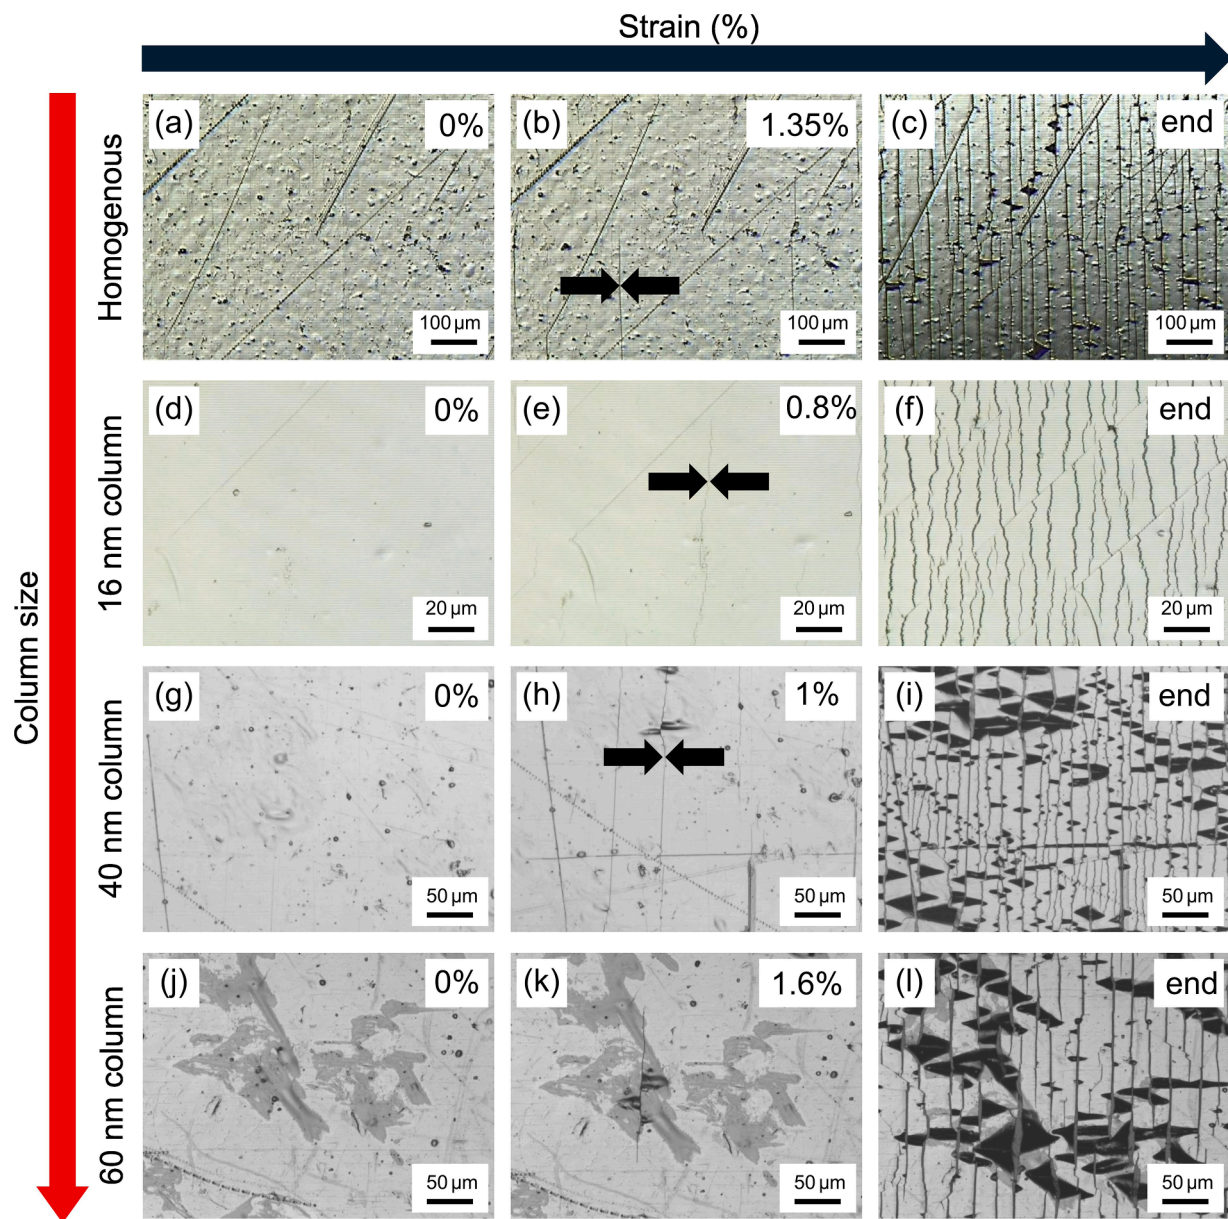 Strain (%)
Column size
Homogenous
(a)
0%
100 µm
(b)
1.35%
100 µm
(c)
end
100 µm
16 nm column
(d)
0%
20 µm
(e)
0.8%
20 µm
(f)
end
20 µm
40 nm column
(g)
0%
50 µm
(h)
1%
50 µm
(i)
end
50 µm
60 nm column
(j)
0%
50 µm
(k)
1.6%
50 µm
(l)
end
50 µm